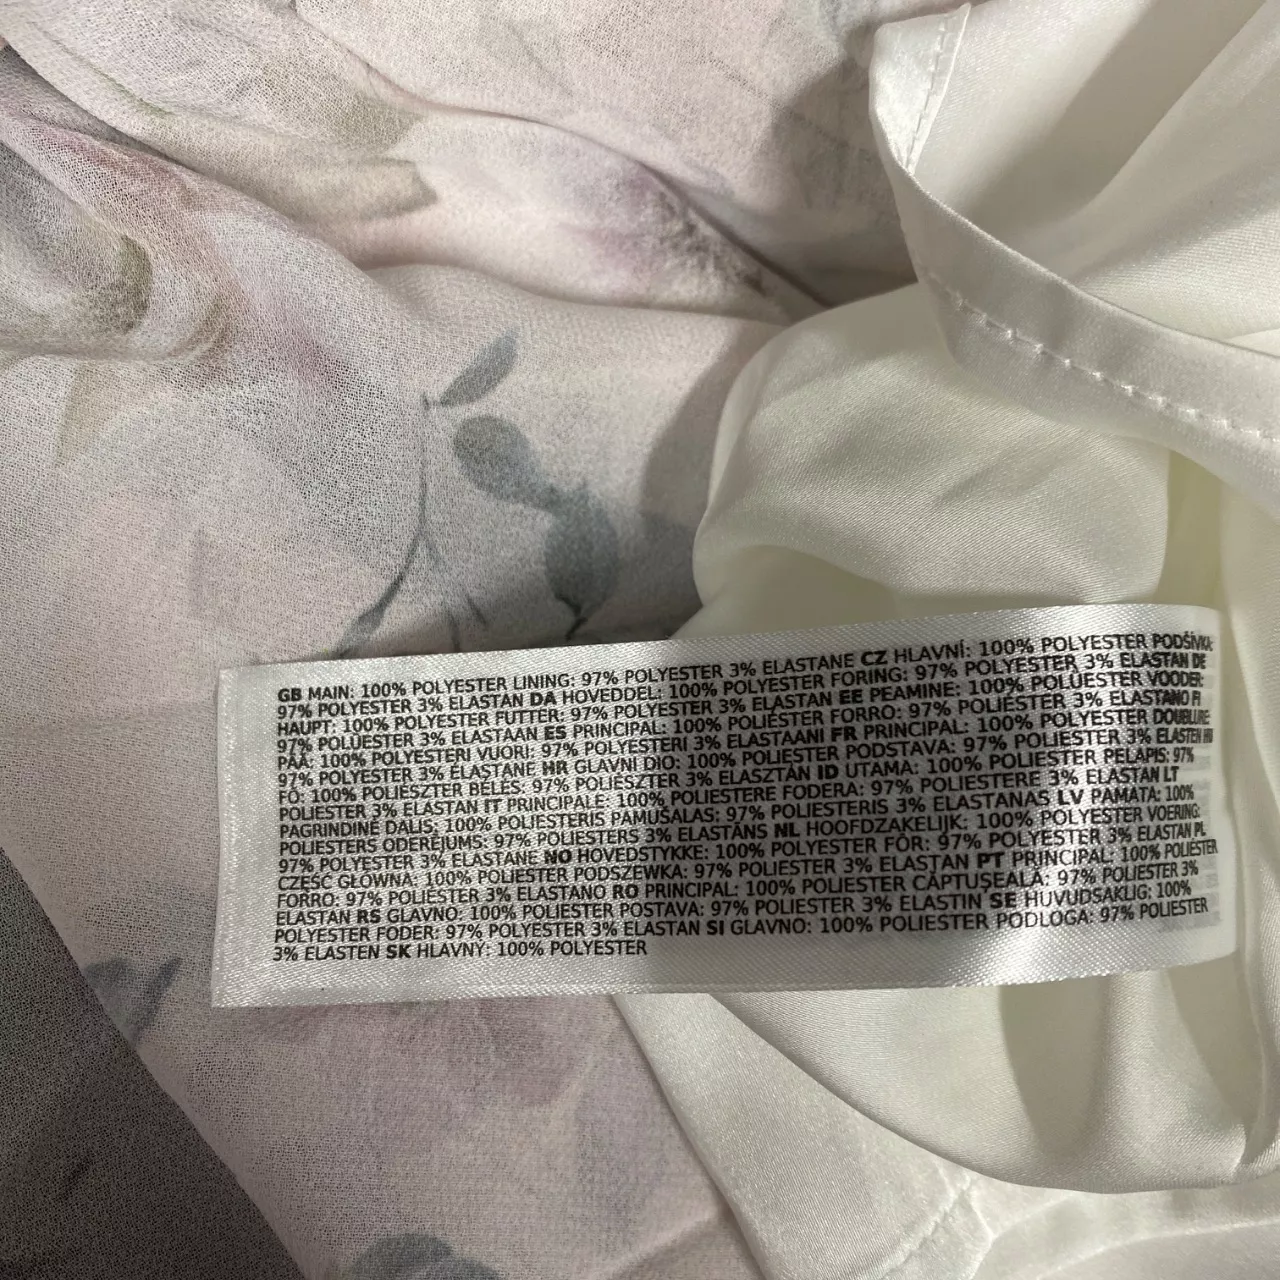 GB MAIN: 100% POLYESTER LINING: 97% POLYESTER 3% ELASTANE CZ HLAVNÍ: 100% POLYESTER PODŠÍVKA:
97% POLYESTER 3% ELASTAN DA HOVEDDEL: 100% POLYESTER FORING: 97% POLYESTER 3% ELASTAN DE
HAUPT: 100% POLYESTER FUTTER: 97% POLYESTER 3% ELASTAN EE PEAMINE: 100% POLÜESTER VOODER:
97% POLÜESTER 3% ELASTAAN ES PRINCIPAL: 100% POLIÉSTER FORRO: 97% POLIÉSTER 3% ELASTANO FI
PÄÄ: 100% POLYESTERI VUORI: 97% POLYESTERI 3% ELASTAANI FR PRINCIPAL: 100% POLYESTER DOUBLURE:
97% POLYESTER 3% ÉLASTANE HR GLAVNI DIO: 100% POLIESTER PODSTAVA: 97% POLIESTER 3% ELASTEN HU
FŐ: 100% POLIÉSZTER BÉLÉS: 97% POLIÉSZTER 3% ELASZTÁN ID UTAMA: 100% POLIESTER PELAPIS: 97%
POLIESTER 3% ELASTAN IT PRINCIPALE: 100% POLIESTERE FODERA: 97% POLIESTERE 3% ELASTAN LT
PAGRINDINĖ DALIS: 100% POLIESTERIS PAMUŠALAS: 97% POLIESTERIS 3% ELASTANAS LV PAMATA: 100%
POLIESTERS ODERĒJUMS: 97% POLIESTERS 3% ELASTĀNS NL HOOFDZAKELIJK: 100% POLYESTER VOERING:
97% POLYESTER 3% ELASTANE NO HOVEDSTYKKE: 100% POLYESTER FÔR: 97% POLYESTER 3% ELASTAN PL
CZĘŚĆ GŁÓWNA: 100% POLIESTER PODSZEWKA: 97% POLIESTER 3% ELASTAN PT PRINCIPAL: 100% POLIÉSTER
FORRO: 97% POLIÉSTER 3% ELASTANO RO PRINCIPAL: 100% POLIESTER CĂPTUȘEALĂ: 97% POLIESTER 3%
ELASTAN RS GLAVNO: 100% POLIESTER POSTAVA: 97% POLIESTER 3% ELASTIN SE HUVUDSAKLIG: 100%
POLYESTER FODER: 97% POLYESTER 3% ELASTAN SI GLAVNO: 100% POLIESTER PODLOGA: 97% POLIESTER
3% ELASTEN SK HLAVNÝ: 100% POLYESTER